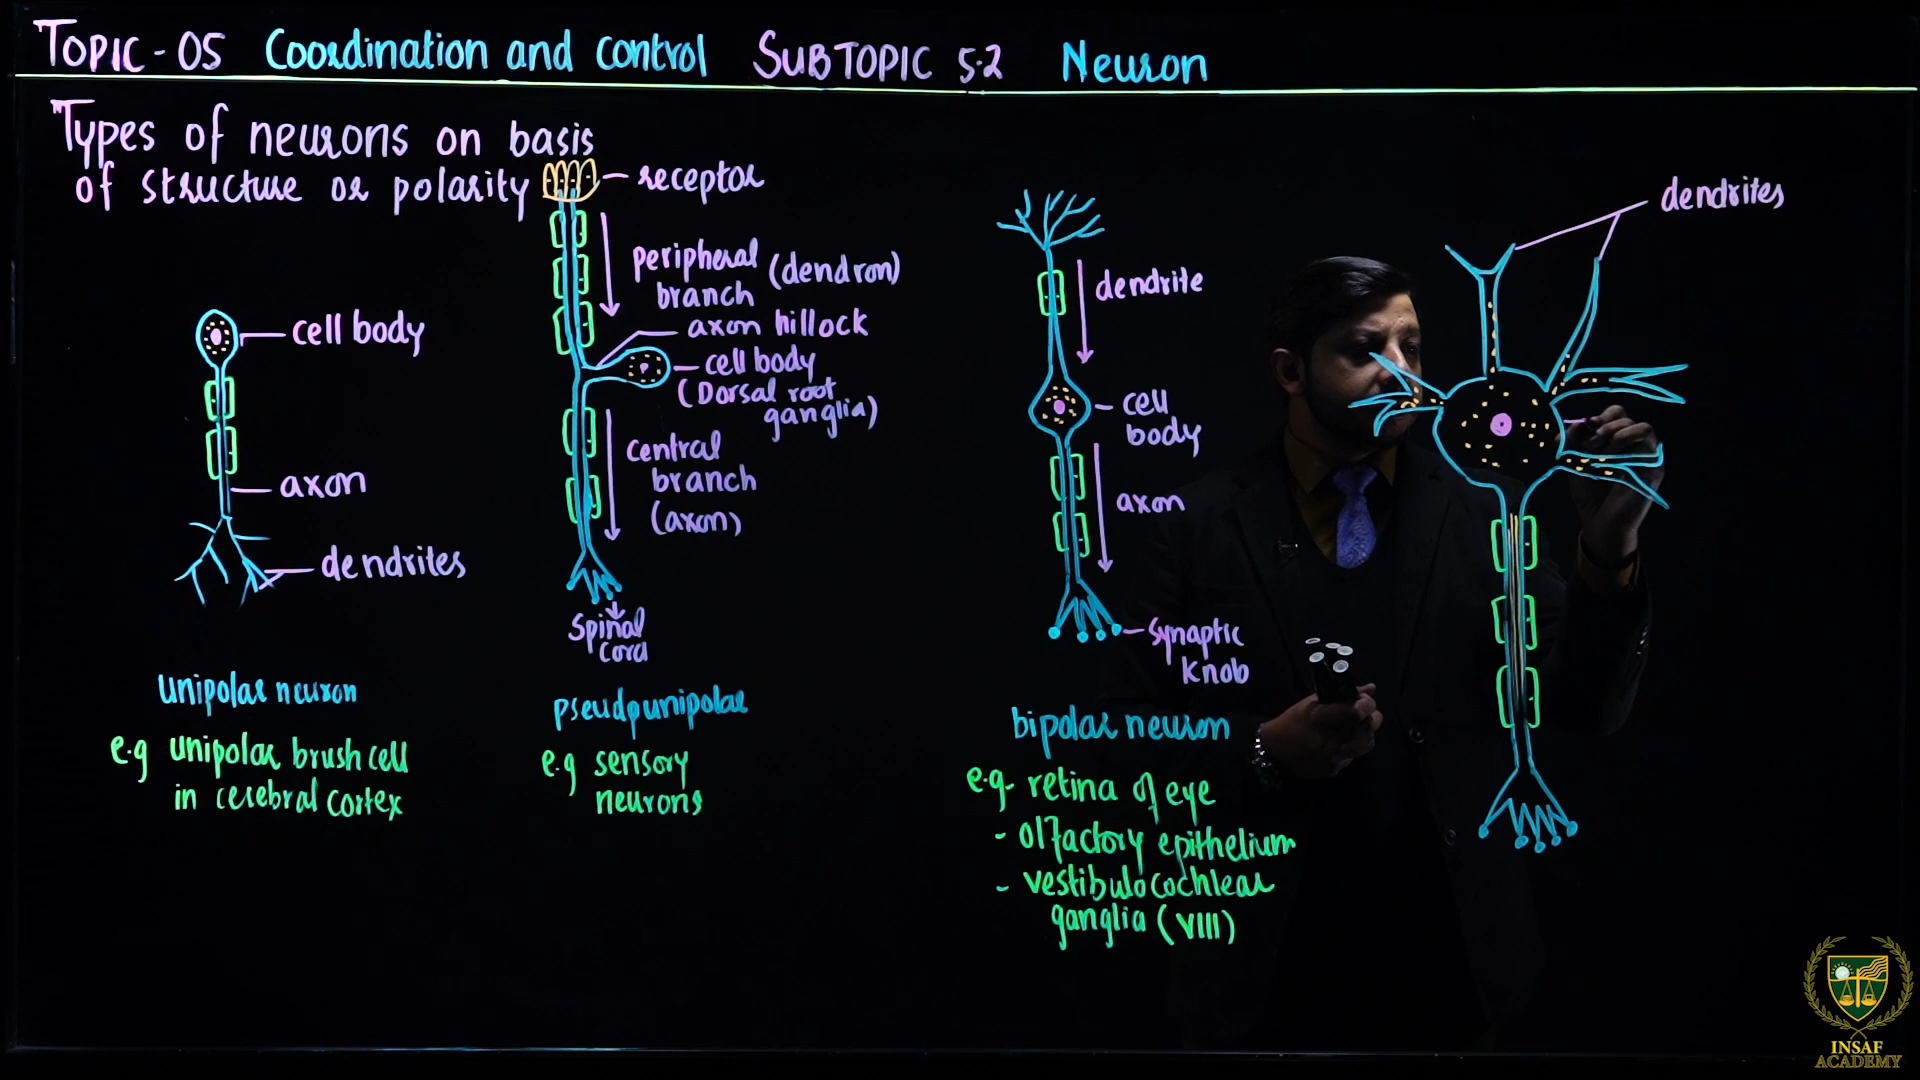 TOPIC - 05 Coordination and control SUBTOPIC 5.2 Neuron
Types of neurons on basis
of structure or polarity
cell body
axon
dendrites
unipolar neuron
e.g unipolar brush cell
in cerebral cortex
receptor
peripheral (dendron)
branch
axon hillock
cell body
(Dorsal root
ganglia)
central
branch
(axon)
Spinal
cord
pseudounipolar
e.g sensory
neurons
dendrite
cell
body
axon
synaptic
knob
bipolar neuron
e.g- retina of eye
- olfactory epithelium
- vestibulocochlear
ganglia (VIII)
dendrites
INSAF
ACADEMY